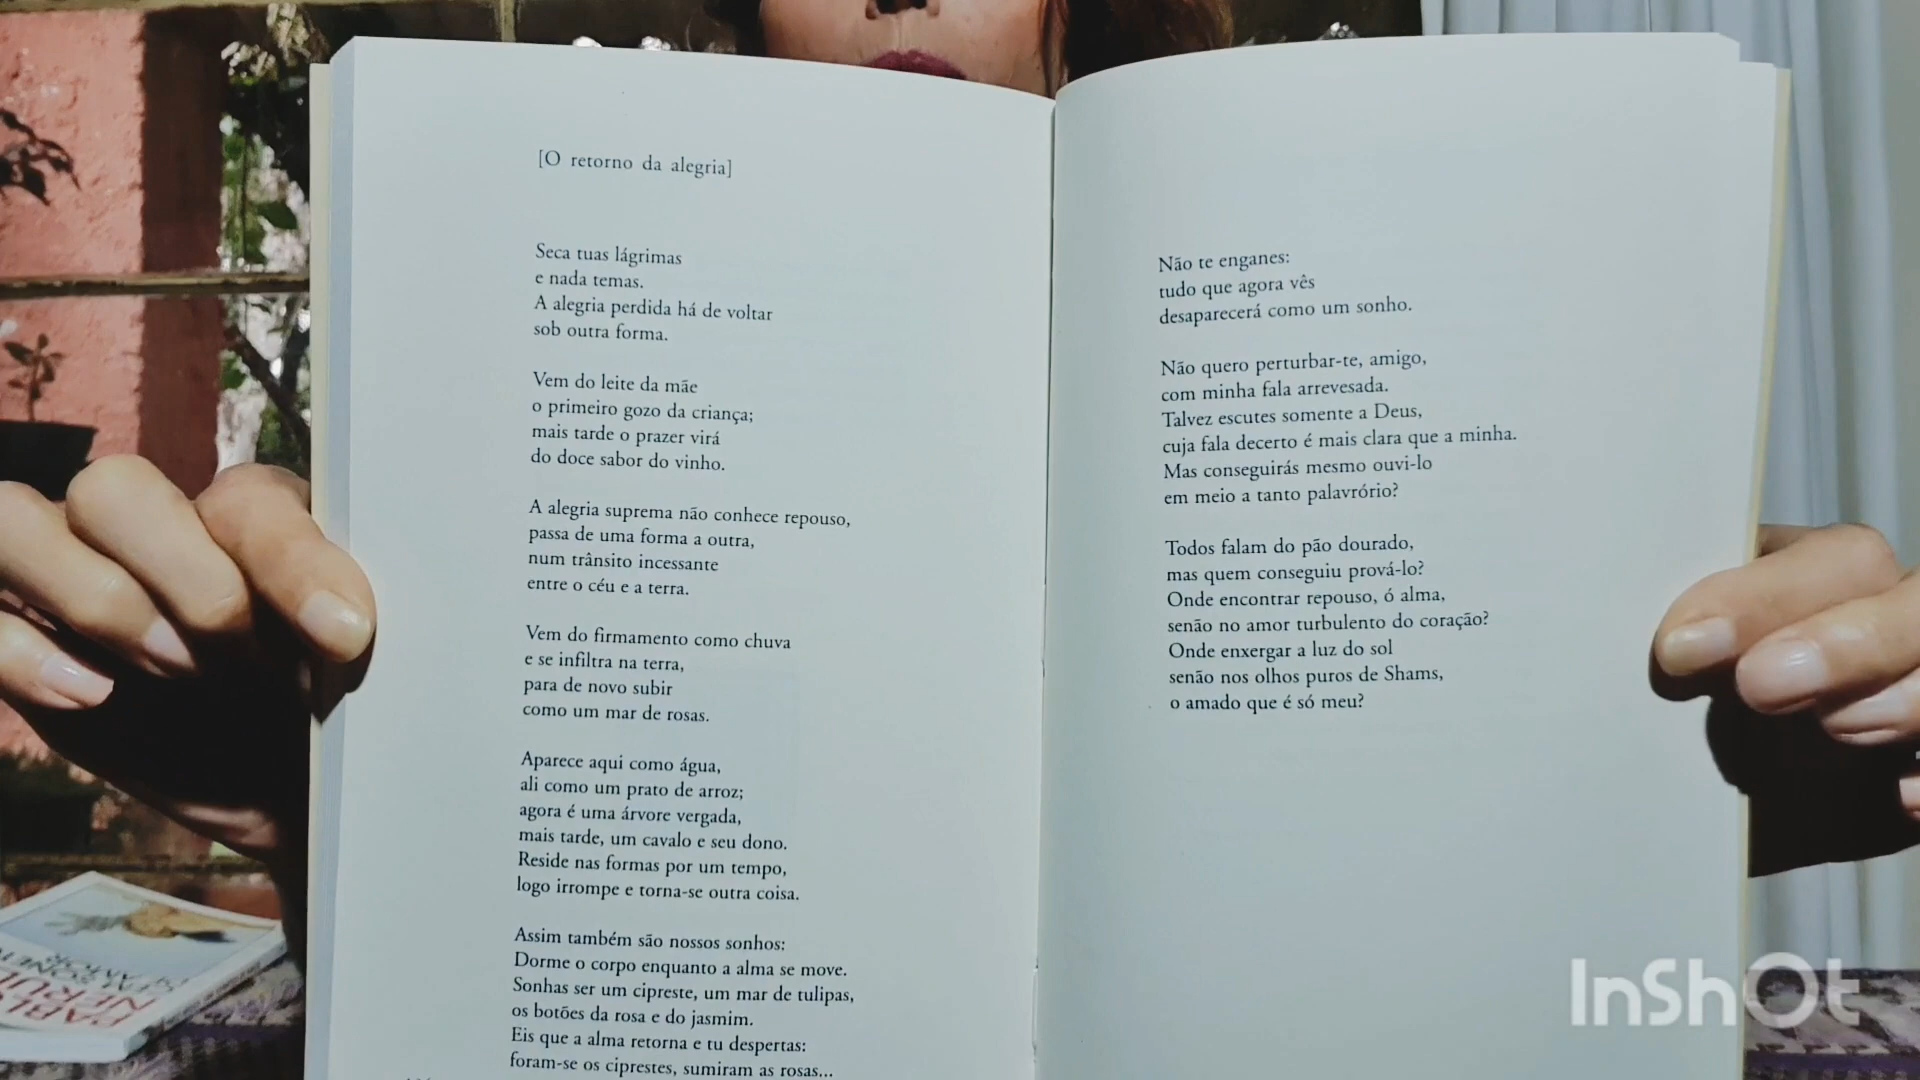 [O retorno da alegria]
Seca tuas lágrimas
e nada temas.
A alegria perdida há de voltar
sob outra forma.
Vem do leite da mãe
o primeiro gozo da criança;
mais tarde o prazer virá
do doce sabor do vinho.
A alegria suprema não conhece repouso,
passa de uma forma a outra,
num trânsito incessante
entre o céu e a terra.
Vem do firmamento como chuva
e se infiltra na terra,
para de novo subir
como um mar de rosas.
Aparece aqui como água,
ali como um prato de arroz;
agora é uma árvore vergada,
mais tarde, um cavalo e seu dono.
Reside nas formas por um tempo,
logo irrompe e torna-se outra coisa.
Assim também são nossos sonhos:
Dorme o corpo enquanto a alma se move.
Sonhas ser um cipreste, um mar de tulipas,
os botões da rosa e do jasmim.
Eis que a alma retorna e tu despertas:
foram-se os ciprestes, sumiram as rosas...
Não te enganes:
tudo que agora vês
desaparecerá como um sonho.
Não quero perturbar-te, amigo,
com minha fala arrevesada.
Talvez escutes somente a Deus,
cuja fala decerto é mais clara que a minha.
Mas conseguirás mesmo ouvi-lo
em meio a tanto palavrório?
Todos falam do pão dourado,
mas quem conseguiu prová-lo?
Onde encontrar repouso, ó alma,
senão no amor turbulento do coração?
Onde enxergar a luz do sol
senão nos olhos puros de Shams,
o amado que é só meu?
InShOt